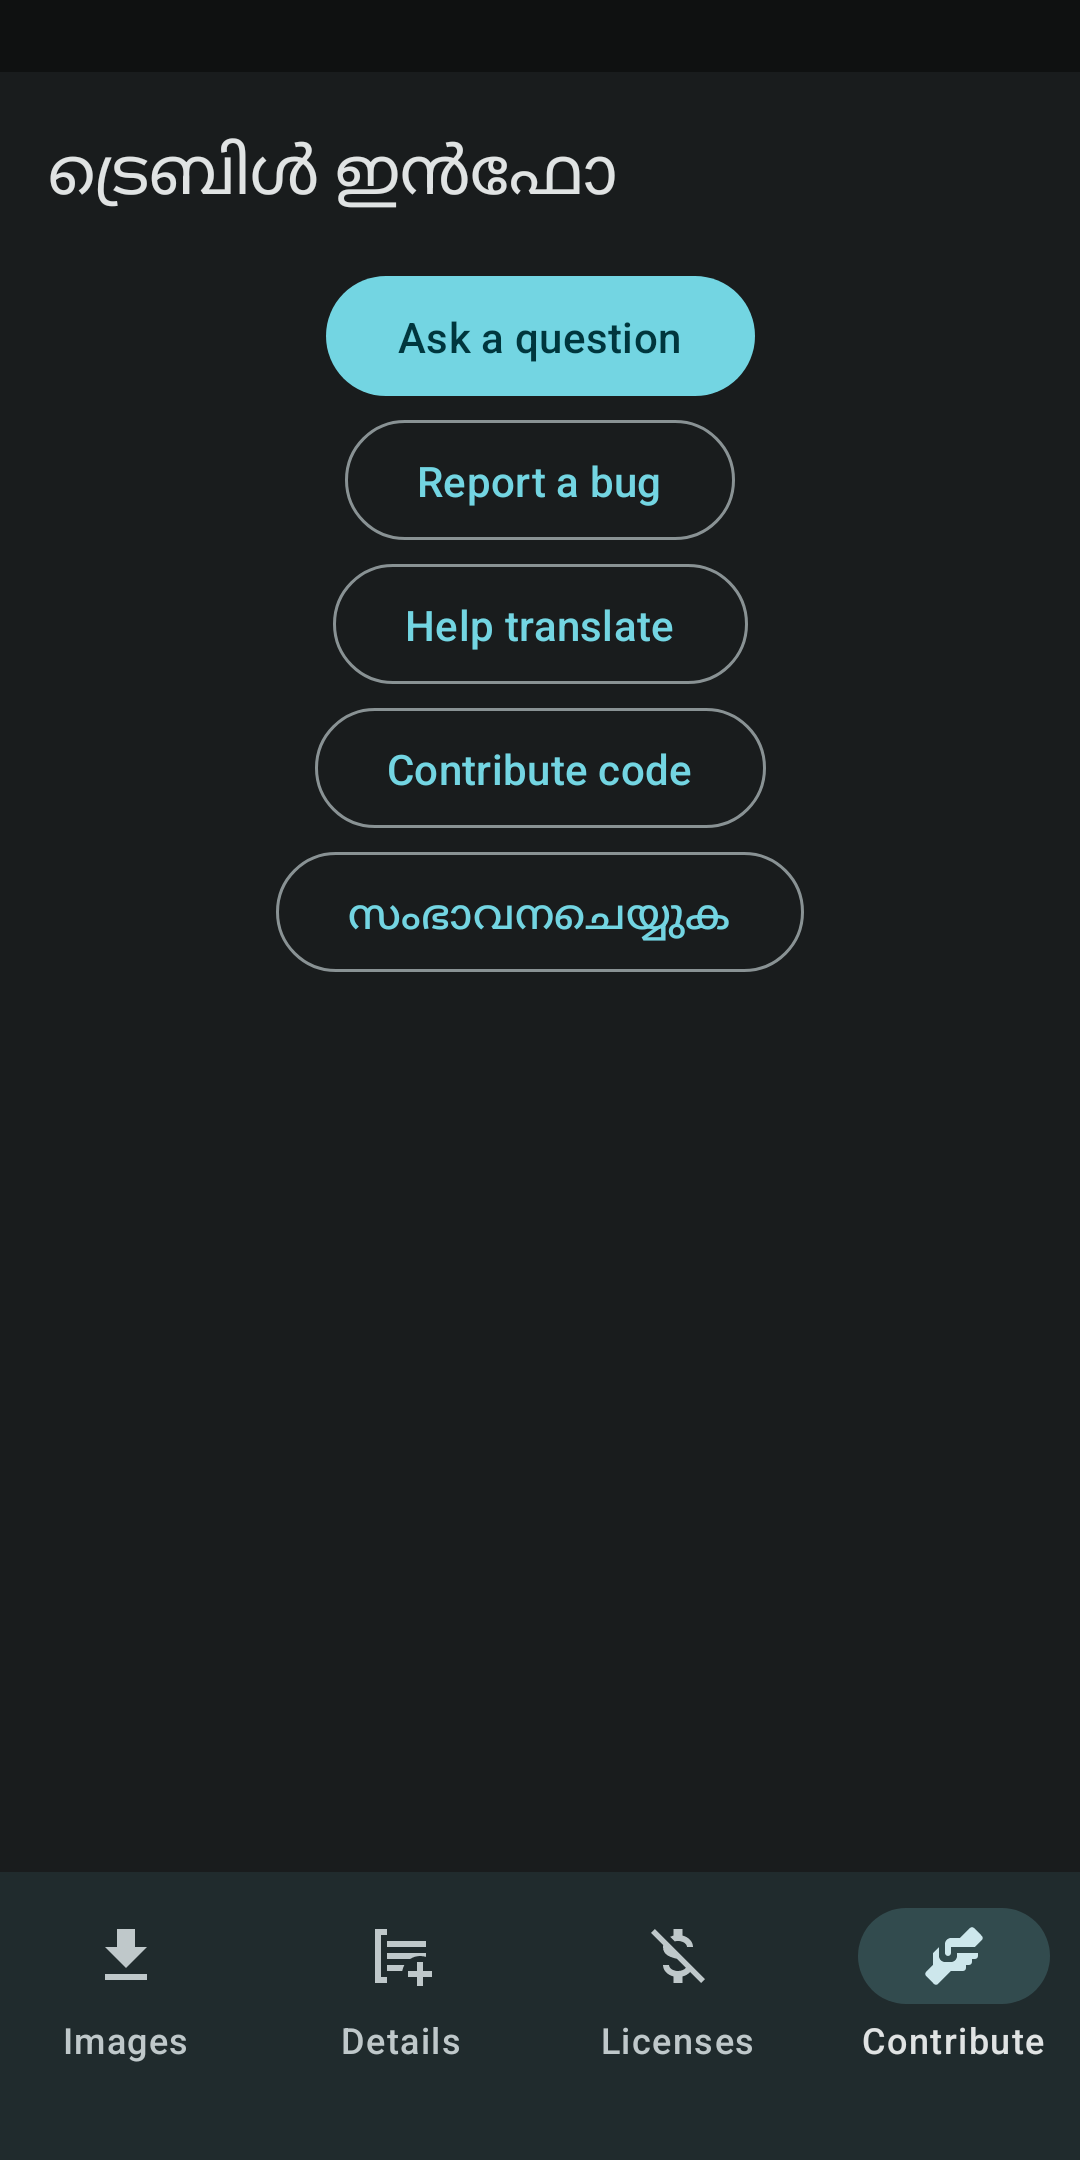 ട്രെബിൾ ഇൻഫോ
Ask a question
Report a bug
Help translate
Contribute code
സംഭാവനചെയ്യുക
Images
Details
Licenses
Contribute